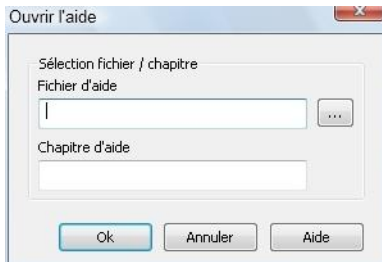 Ouvrir l'aide
Sélection fichier / chapitre
Fichier d'aide
...
Chapitre d'aide
Ok Annuler Aide